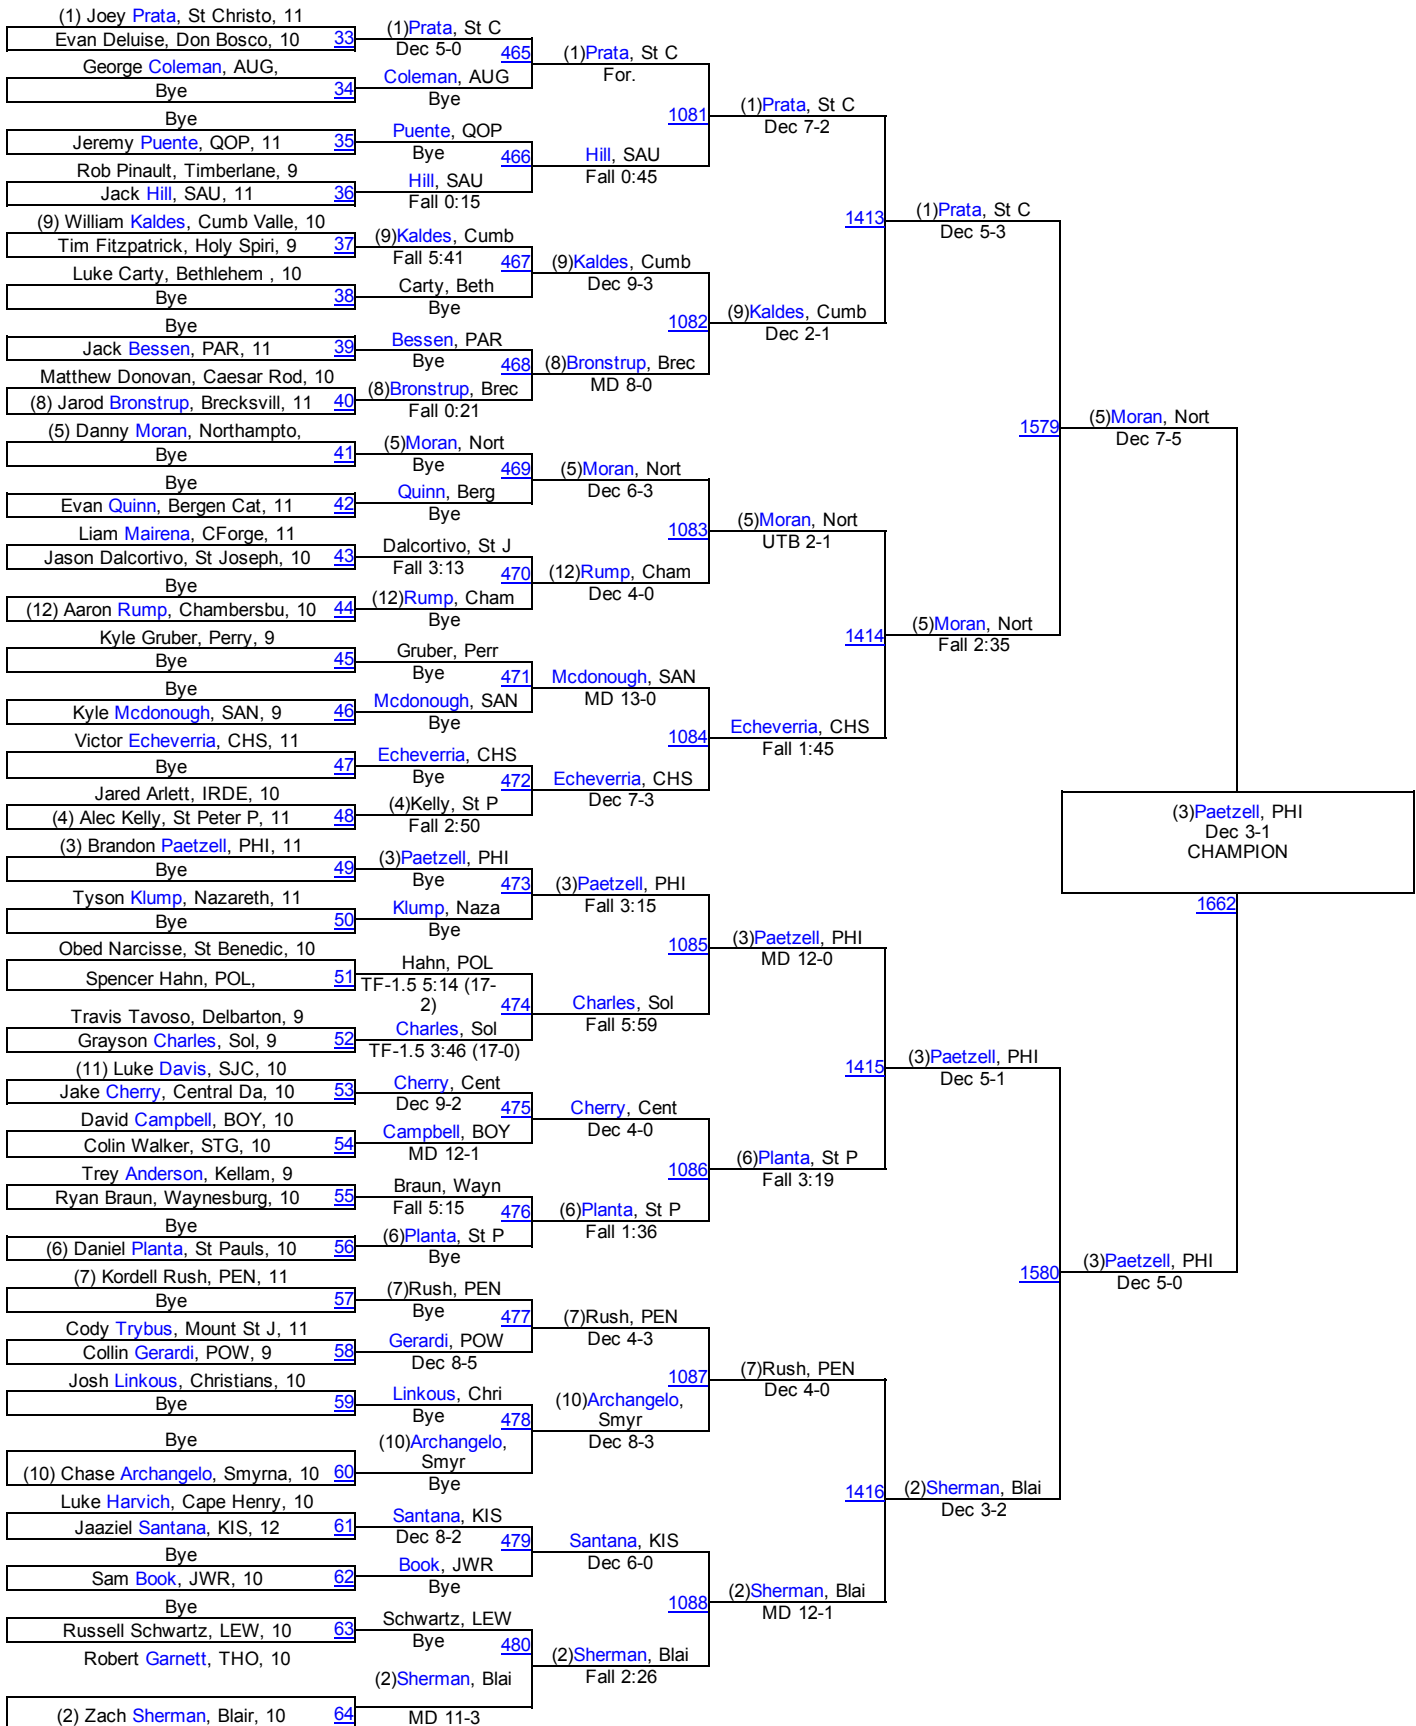 (1) Joey Prata, St Christo, 11
Evan Deluise, Don Bosco, 10 33
George Coleman, AUG,
Bye 34
Bye
Jeremy Puente, QOP, 11 35
Rob Pinault, Timberlane, 9
Jack Hill, SAU, 11 36
(9) William Kaldes, Cumb Valle, 10
Tim Fitzpatrick, Holy Spiri, 9 37
Luke Carty, Bethlehem , 10
Bye 38
Bye
Jack Bessen, PAR, 11 39
Matthew Donovan, Caesar Rod, 10
(8) Jarod Bronstrup, Brecksvill, 11 40
(5) Danny Moran, Northampto,
Bye 41
Bye
Evan Quinn, Bergen Cat, 11 42
Liam Mairena, CForge, 11
Jason Dalcortivo, St Joseph, 10 43
Bye
(12) Aaron Rump, Chambersbu, 10 44
Kyle Gruber, Perry, 9
Bye 45
Bye
Kyle Mcdonough, SAN, 9 46
Victor Echeverria, CHS, 11
Bye 47
Jared Arlett, IRDE, 10
(4) Alec Kelly, St Peter P, 11 48
(3) Brandon Paetzell, PHI, 11
Bye 49
Tyson Klump, Nazareth, 11
Bye 50
Obed Narcisse, St Benedic, 10
Spencer Hahn, POL, 51
Travis Tavoso, Delbarton, 9
Grayson Charles, Sol, 9 52
(11) Luke Davis, SJC, 10
Jake Cherry, Central Da, 10 53
David Campbell, BOY, 10
Colin Walker, STG, 10 54
Trey Anderson, Kellam, 9
Ryan Braun, Waynesburg, 10 55
Bye
(6) Daniel Planta, St Pauls, 10 56
(7) Kordell Rush, PEN, 11
Bye 57
Cody Trybus, Mount St J, 11
Collin Gerardi, POW, 9 58
Josh Linkous, Christians, 10
Bye 59
Bye
(10) Chase Archangelo, Smyrna, 10 60
Luke Harvich, Cape Henry, 10
Jaaziel Santana, KIS, 12 61
Bye
Sam Book, JWR, 10 62
Bye
Russell Schwartz, LEW, 10 63
Robert Garnett, THO, 10
(2) Zach Sherman, Blair, 10 64
(1)Prata, St C
Dec 5-0
465
Coleman, AUG
Bye
Puente, QOP
Bye
466
Hill, SAU
Fall 0:15
(9)Kaldes, Cumb
Fall 5:41
467
Carty, Beth
Bye
Bessen, PAR
Bye
468
(8)Bronstrup, Brec
Fall 0:21
(5)Moran, Nort
Bye
469
Quinn, Berg
Bye
Dalcortivo, St J
Fall 3:13
470
(12)Rump, Cham
Bye
Gruber, Perr
Bye
471
Mcdonough, SAN
Bye
Echeverria, CHS
Bye
472
(4)Kelly, St P
Fall 2:50
(3)Paetzell, PHI
Bye
473
Klump, Naza
Bye
Hahn, POL
TF-1.5 5:14 (17-
2)
474
Charles, Sol
TF-1.5 3:46 (17-0)
Cherry, Cent
Dec 9-2
475
Campbell, BOY
MD 12-1
Braun, Wayn
Fall 5:15
476
(6)Planta, St P
Bye
(7)Rush, PEN
Bye
477
Gerardi, POW
Dec 8-5
Linkous, Chri
Bye
478
(10)Archangelo,
Smyr
Bye
Santana, KIS
Dec 8-2
479
Book, JWR
Bye
Schwartz, LEW
Bye
480
(2)Sherman, Blai
MD 11-3
(1)Prata, St C
For.
1081
Hill, SAU
Fall 0:45
(9)Kaldes, Cumb
Dec 9-3
1082
(8)Bronstrup, Brec
MD 8-0
(5)Moran, Nort
Dec 6-3
1083
(12)Rump, Cham
Dec 4-0
Mcdonough, SAN
MD 13-0
1084
Echeverria, CHS
Dec 7-3
(3)Paetzell, PHI
Fall 3:15
1085
Charles, Sol
Fall 5:59
Cherry, Cent
Dec 4-0
1086
(6)Planta, St P
Fall 1:36
(7)Rush, PEN
Dec 4-3
1087
(10)Archangelo,
Smyr
Dec 8-3
Santana, KIS
Dec 6-0
1088
(2)Sherman, Blai
Fall 2:26
(1)Prata, St C
Dec 7-2
1413
(9)Kaldes, Cumb
Dec 2-1
(5)Moran, Nort
UTB 2-1
1414
Echeverria, CHS
Fall 1:45
(3)Paetzell, PHI
MD 12-0
1415
(6)Planta, St P
Fall 3:19
(7)Rush, PEN
Dec 4-0
1416
(2)Sherman, Blai
MD 12-1
(1)Prata, St C
Dec 5-3
1579
(5)Moran, Nort
Fall 2:35
(3)Paetzell, PHI
Dec 5-1
1580
(2)Sherman, Blai
Dec 3-2
(5)Moran, Nort
Dec 7-5
(3)Paetzell, PHI
Dec 3-1
CHAMPION
1662
(3)Paetzell, PHI
Dec 5-0